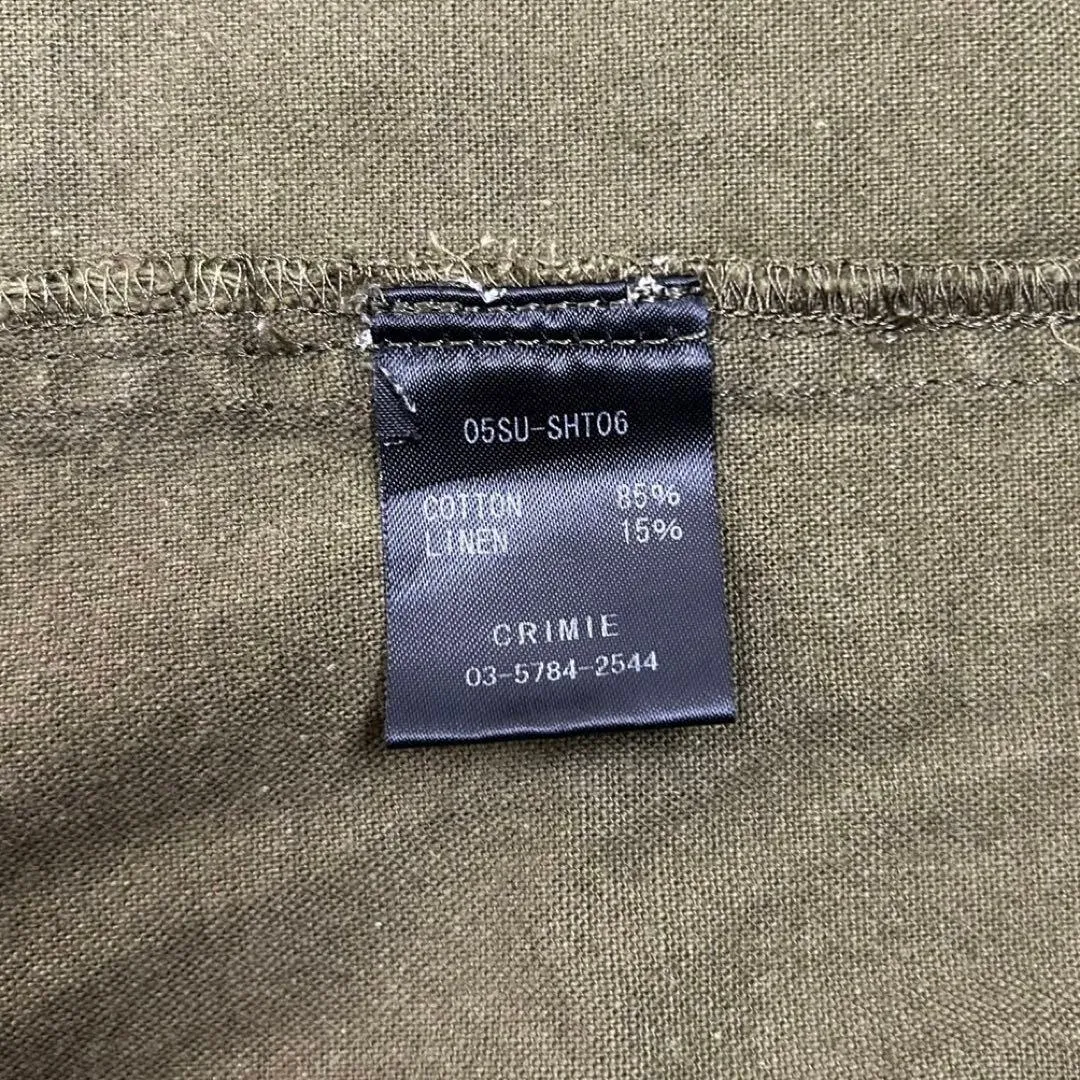 05SU-SHT06
COTTON 85%
LINEN 15%
CRIMIE
03-5784-2544